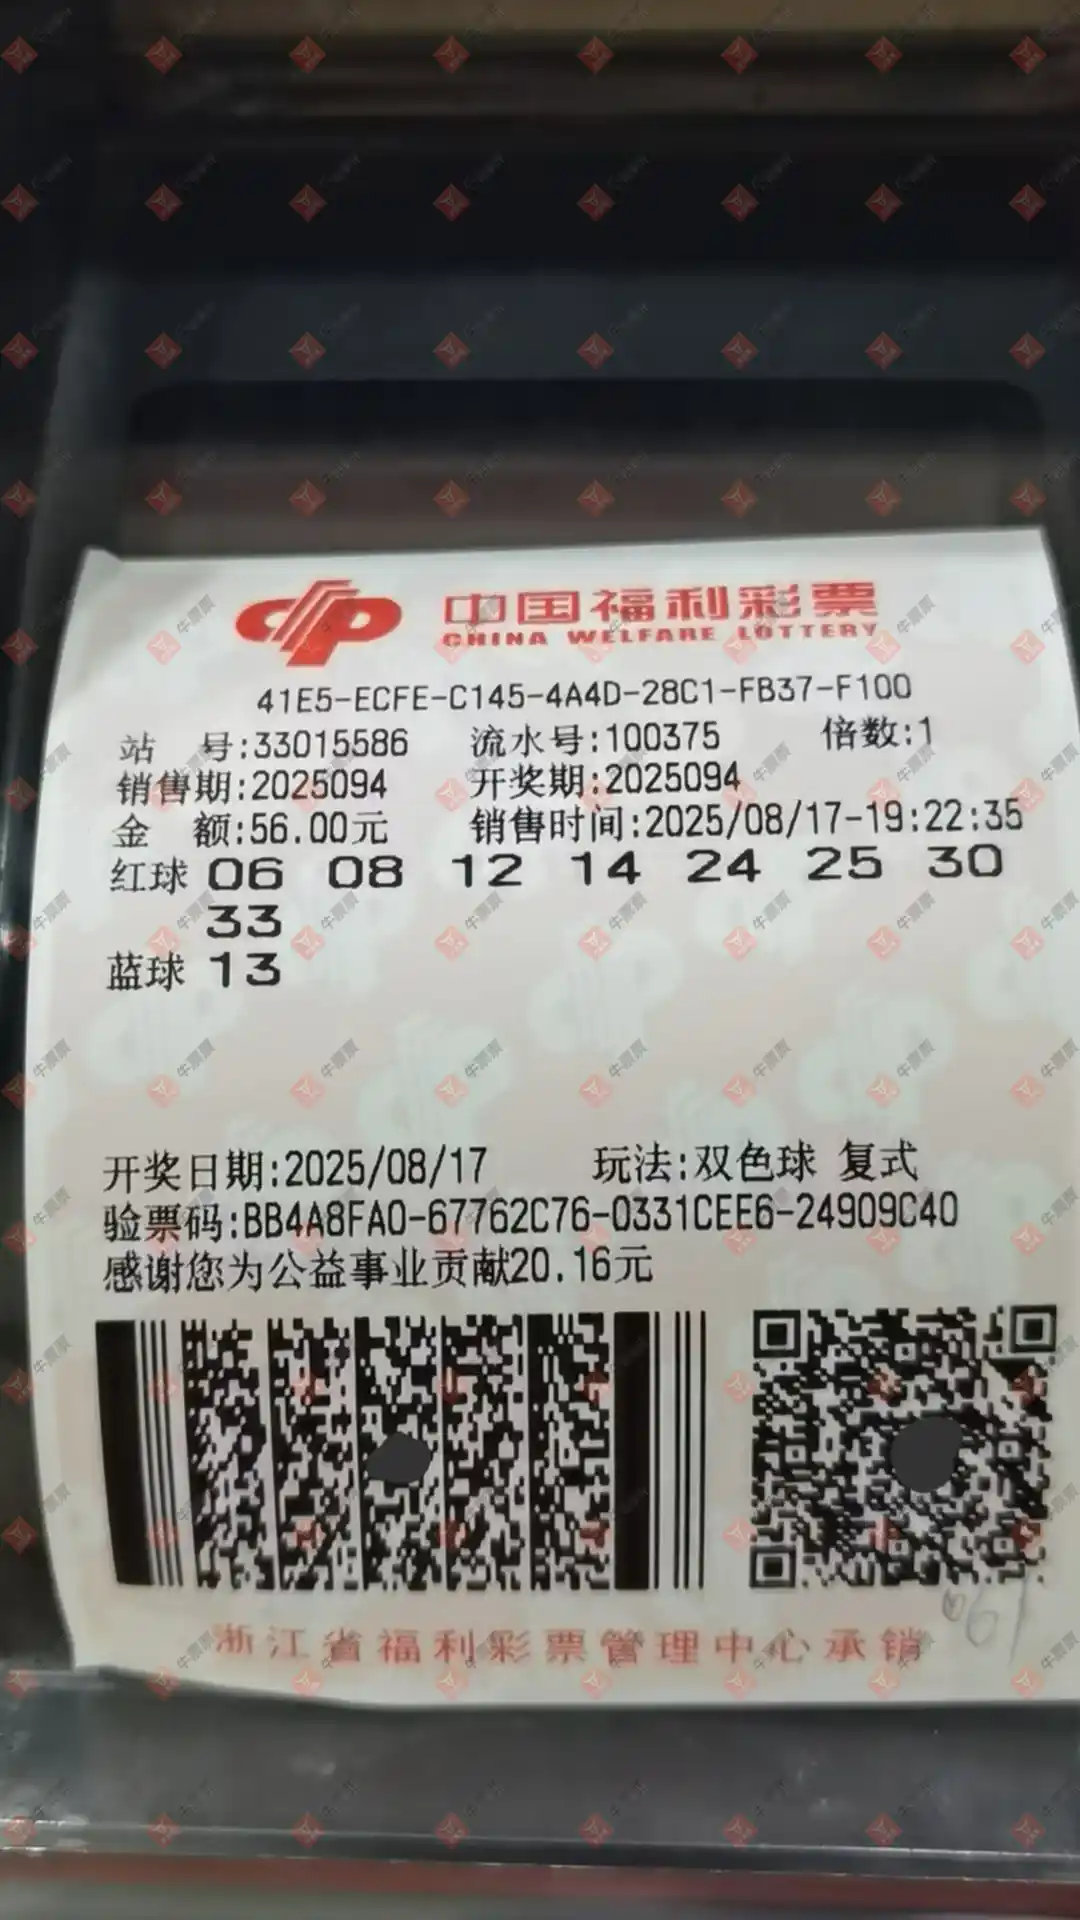 中国福利彩票
CHINA WELFARE LOTTERY
41E5-ECFE-C145-4A4D-28C1-FB37-F100
站 号:33015586 流水号:100375 倍数:1
销售期:2025094 开奖期:2025094
金 额:56.00元 销售时间:2025/08/17-19:22:35
红球 06 08 12 14 24 25 30
33
蓝球 13
开奖日期:2025/08/17 玩法:双色球 复式
验票码:BB4A8FA0-67762C76-0331CEE6-24909C40
感谢您为公益事业贡献20.16元
浙江省福利彩票管理中心承销
牛票票